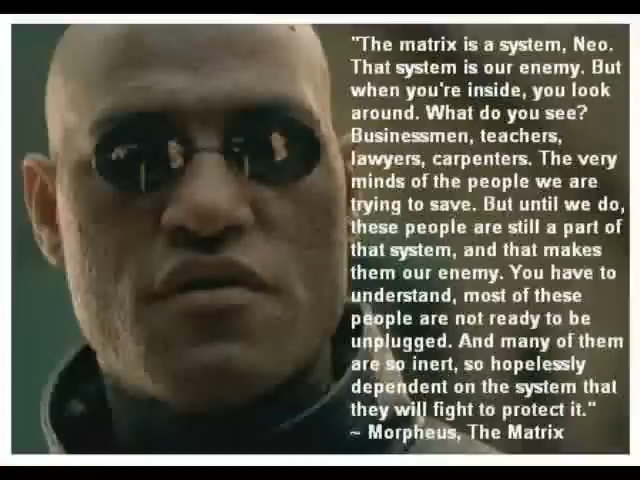 "The matrix is a system, Neo.
That system is our enemy. But
when you're inside, you look
around. What do you see?
Businessmen, teachers,
lawyers, carpenters. The very
minds of the people we are
trying to save. But until we do,
these people are still a part of
that system, and that makes
them our enemy. You have to
understand, most of these
people are not ready to be
unplugged. And many of them
are so inert, so hopelessly
dependent on the system that
they will fight to protect it."
~ Morpheus, The Matrix